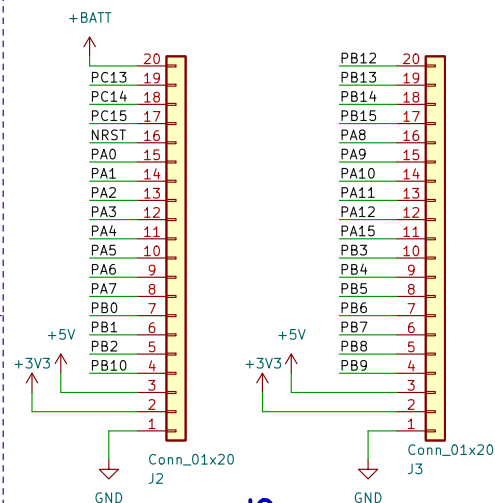 +BATT
20 PB12 20
PC13 19 PB13 19
PC14 18 PB14 18
PC15 17 PB15 17
NRST 16 PA8 16
PA0 15 PA9 15
PA1 14 PA10 14
PA2 13 PA11 13
PA3 12 PA12 12
PA4 11 PA15 11
PA5 10 PB3 10
PA6 9 PB4 9
PA7 8 PB5 8
PB0 7 PB6 7
PB1 6 PB7 6
+5V +5V
PB2 5 PB8 5
+3V3 PB10 4 +3V3 PB9 4
3 3
2 2
1 1
Conn_01x20 Conn_01x20
J2 J3
GND GND